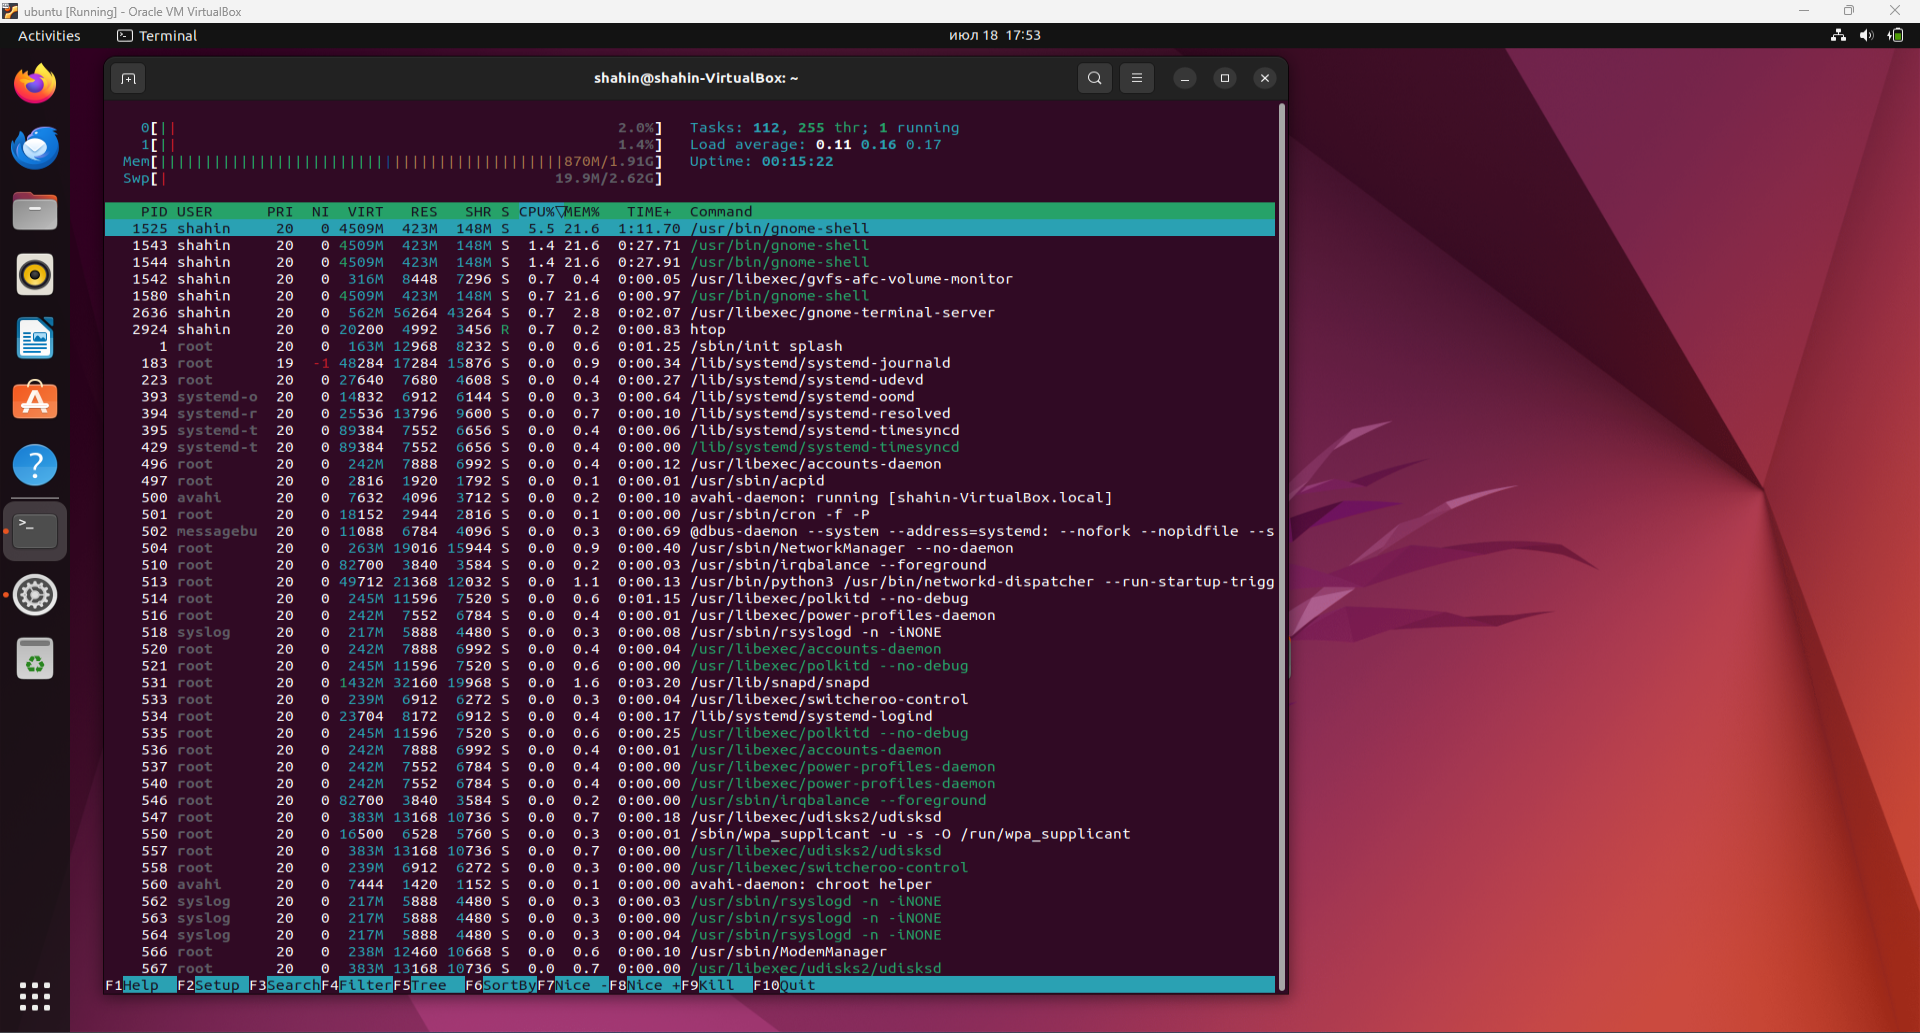 ubuntu [Running] - Oracle VM VirtualBox
Activities Terminal июл 18 17:53
shahin@shahin-VirtualBox: ~
0[|| 2.0%] Tasks: 112, 255 thr; 1 running
1[|| 1.4%] Load average: 0.11 0.16 0.17
Mem[||||||||||||||||||||||||||||||||||||||||||||||870M/1.91G] Uptime: 00:15:22
Swp[| 19.9M/2.62G]
PID USER PRI NI VIRT RES SHR S CPU%▽MEM% TIME+ Command
1525 shahin 20 0 4509M 423M 148M S 5.5 21.6 1:11.70 /usr/bin/gnome-shell
1543 shahin 20 0 4509M 423M 148M S 1.4 21.6 0:27.71 /usr/bin/gnome-shell
1544 shahin 20 0 4509M 423M 148M S 1.4 21.6 0:27.91 /usr/bin/gnome-shell
1542 shahin 20 0 316M 8448 7296 S 0.7 0.4 0:00.05 /usr/libexec/gvfs-afc-volume-monitor
1580 shahin 20 0 4509M 423M 148M S 0.7 21.6 0:00.97 /usr/bin/gnome-shell
2636 shahin 20 0 562M 56264 43264 S 0.7 2.8 0:02.07 /usr/libexec/gnome-terminal-server
2924 shahin 20 0 20200 4992 3456 R 0.7 0.2 0:00.83 htop
1 root 20 0 163M 12968 8232 S 0.0 0.6 0:01.25 /sbin/init splash
183 root 19 -1 48284 17284 15876 S 0.0 0.9 0:00.34 /lib/systemd/systemd-journald
223 root 20 0 27640 7680 4608 S 0.0 0.4 0:00.27 /lib/systemd/systemd-udevd
393 systemd-o 20 0 14832 6912 6144 S 0.0 0.3 0:00.64 /lib/systemd/systemd-oomd
394 systemd-r 20 0 25536 13796 9600 S 0.0 0.7 0:00.10 /lib/systemd/systemd-resolved
395 systemd-t 20 0 89384 7552 6656 S 0.0 0.4 0:00.06 /lib/systemd/systemd-timesyncd
429 systemd-t 20 0 89384 7552 6656 S 0.0 0.4 0:00.00 /lib/systemd/systemd-timesyncd
496 root 20 0 242M 7888 6992 S 0.0 0.4 0:00.12 /usr/libexec/accounts-daemon
497 root 20 0 2816 1920 1792 S 0.0 0.1 0:00.01 /usr/sbin/acpid
500 avahi 20 0 7632 4096 3712 S 0.0 0.2 0:00.10 avahi-daemon: running [shahin-VirtualBox.local]
501 root 20 0 18152 2944 2816 S 0.0 0.1 0:00.00 /usr/sbin/cron -f -P
502 messagebu 20 0 11088 6784 4096 S 0.0 0.3 0:00.69 @dbus-daemon --system --address=systemd: --nofork --nopidfile --s
504 root 20 0 263M 19016 15944 S 0.0 0.9 0:00.40 /usr/sbin/NetworkManager --no-daemon
510 root 20 0 82700 3840 3584 S 0.0 0.2 0:00.03 /usr/sbin/irqbalance --foreground
513 root 20 0 49712 21368 12032 S 0.0 1.1 0:00.13 /usr/bin/python3 /usr/bin/networkd-dispatcher --run-startup-trigg
514 root 20 0 245M 11596 7520 S 0.0 0.6 0:01.15 /usr/libexec/polkitd --no-debug
516 root 20 0 242M 7552 6784 S 0.0 0.4 0:00.01 /usr/libexec/power-profiles-daemon
518 syslog 20 0 217M 5888 4480 S 0.0 0.3 0:00.08 /usr/sbin/rsyslogd -n -iNONE
520 root 20 0 242M 7888 6992 S 0.0 0.4 0:00.04 /usr/libexec/accounts-daemon
521 root 20 0 245M 11596 7520 S 0.0 0.6 0:00.00 /usr/libexec/polkitd --no-debug
531 root 20 0 1432M 32160 19968 S 0.0 1.6 0:03.20 /usr/lib/snapd/snapd
533 root 20 0 239M 6912 6272 S 0.0 0.3 0:00.04 /usr/libexec/switcheroo-control
534 root 20 0 23704 8172 6912 S 0.0 0.4 0:00.17 /lib/systemd/systemd-logind
535 root 20 0 245M 11596 7520 S 0.0 0.6 0:00.25 /usr/libexec/polkitd --no-debug
536 root 20 0 242M 7888 6992 S 0.0 0.4 0:00.01 /usr/libexec/accounts-daemon
537 root 20 0 242M 7552 6784 S 0.0 0.4 0:00.00 /usr/libexec/power-profiles-daemon
540 root 20 0 242M 7552 6784 S 0.0 0.4 0:00.00 /usr/libexec/power-profiles-daemon
546 root 20 0 82700 3840 3584 S 0.0 0.2 0:00.00 /usr/sbin/irqbalance --foreground
547 root 20 0 383M 13168 10736 S 0.0 0.7 0:00.18 /usr/libexec/udisks2/udisksd
550 root 20 0 16500 6528 5760 S 0.0 0.3 0:00.01 /sbin/wpa_supplicant -u -s -O /run/wpa_supplicant
557 root 20 0 383M 13168 10736 S 0.0 0.7 0:00.00 /usr/libexec/udisks2/udisksd
558 root 20 0 239M 6912 6272 S 0.0 0.3 0:00.00 /usr/libexec/switcheroo-control
560 avahi 20 0 7444 1420 1152 S 0.0 0.1 0:00.00 avahi-daemon: chroot helper
562 syslog 20 0 217M 5888 4480 S 0.0 0.3 0:00.03 /usr/sbin/rsyslogd -n -iNONE
563 syslog 20 0 217M 5888 4480 S 0.0 0.3 0:00.00 /usr/sbin/rsyslogd -n -iNONE
564 syslog 20 0 217M 5888 4480 S 0.0 0.3 0:00.04 /usr/sbin/rsyslogd -n -iNONE
566 root 20 0 238M 12460 10668 S 0.0 0.6 0:00.10 /usr/sbin/ModemManager
567 root 20 0 383M 13168 10736 S 0.0 0.7 0:00.00 /usr/libexec/udisks2/udisksd
F1Help F2Setup F3SearchF4FilterF5Tree F6SortByF7Nice -F8Nice +F9Kill F10Quit